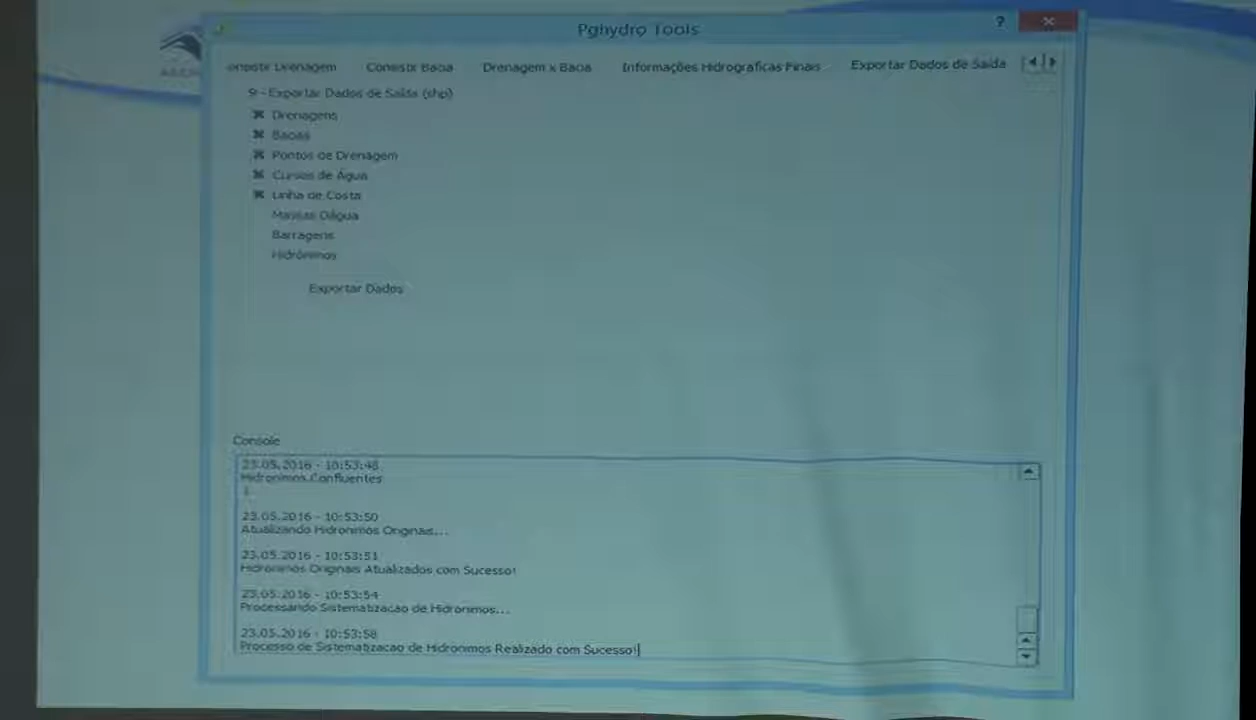 Pghydro Tools
?
Drenagem Consistir Bacia Drenagem x Bacia Informações Hidrográficas Finais Exportar Dados de Saída
9 - Exportar Dados de Saída (shp)
Drenagens
Bacias
Pontos de Drenagem
Cursos de Água
Linha de Costa
Massas Dágua
Barragens
Hidrônimos
Exportar Dados
Console
23.05.2016 - 10:53:48
Hidronimos Confluentes
23.05.2016 - 10:53:50
Atualizando Hidronimos Originais...
23.05.2016 - 10:53:51
Hidronimos Originais Atualizados com Sucesso!
23.05.2016 - 10:53:54
Processando Sistematizacao de Hidronimos...
23.05.2016 - 10:53:58
Processo de Sistematizacao de Hidronimos Realizado com Sucesso!